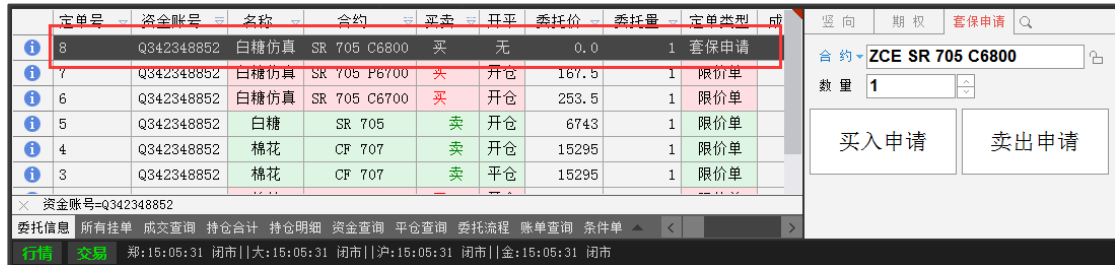 定单号 资金账号 名称 合约 买卖 开平 委托价 委托量 定单类型 成
8 Q342348852 白糖仿真 SR 705 C6800 买 无 0.0 1 套保申请
7 Q342348852 白糖仿真 SR 705 P6700 买 开仓 167.5 1 限价单
6 Q342348852 白糖仿真 SR 705 C6700 买 开仓 253.5 1 限价单
5 Q342348852 白糖 SR 705 卖 开仓 6743 1 限价单
4 Q342348852 棉花 CF 707 卖 开仓 15295 1 限价单
3 Q342348852 棉花 CF 707 卖 平仓 15295 1 限价单
资金账号=Q342348852
委托信息 所有挂单 成交查询 持仓合计 持仓明细 资金查询 平仓查询 委托流程 账单查询 条件单
行情 交易 郑:15:05:31 闭市||大:15:05:31 闭市||沪:15:05:31 闭市||金:15:05:31 闭市
竖向 期权 套保申请
合约 ZCE SR 705 C6800
数量 1
买入申请 卖出申请